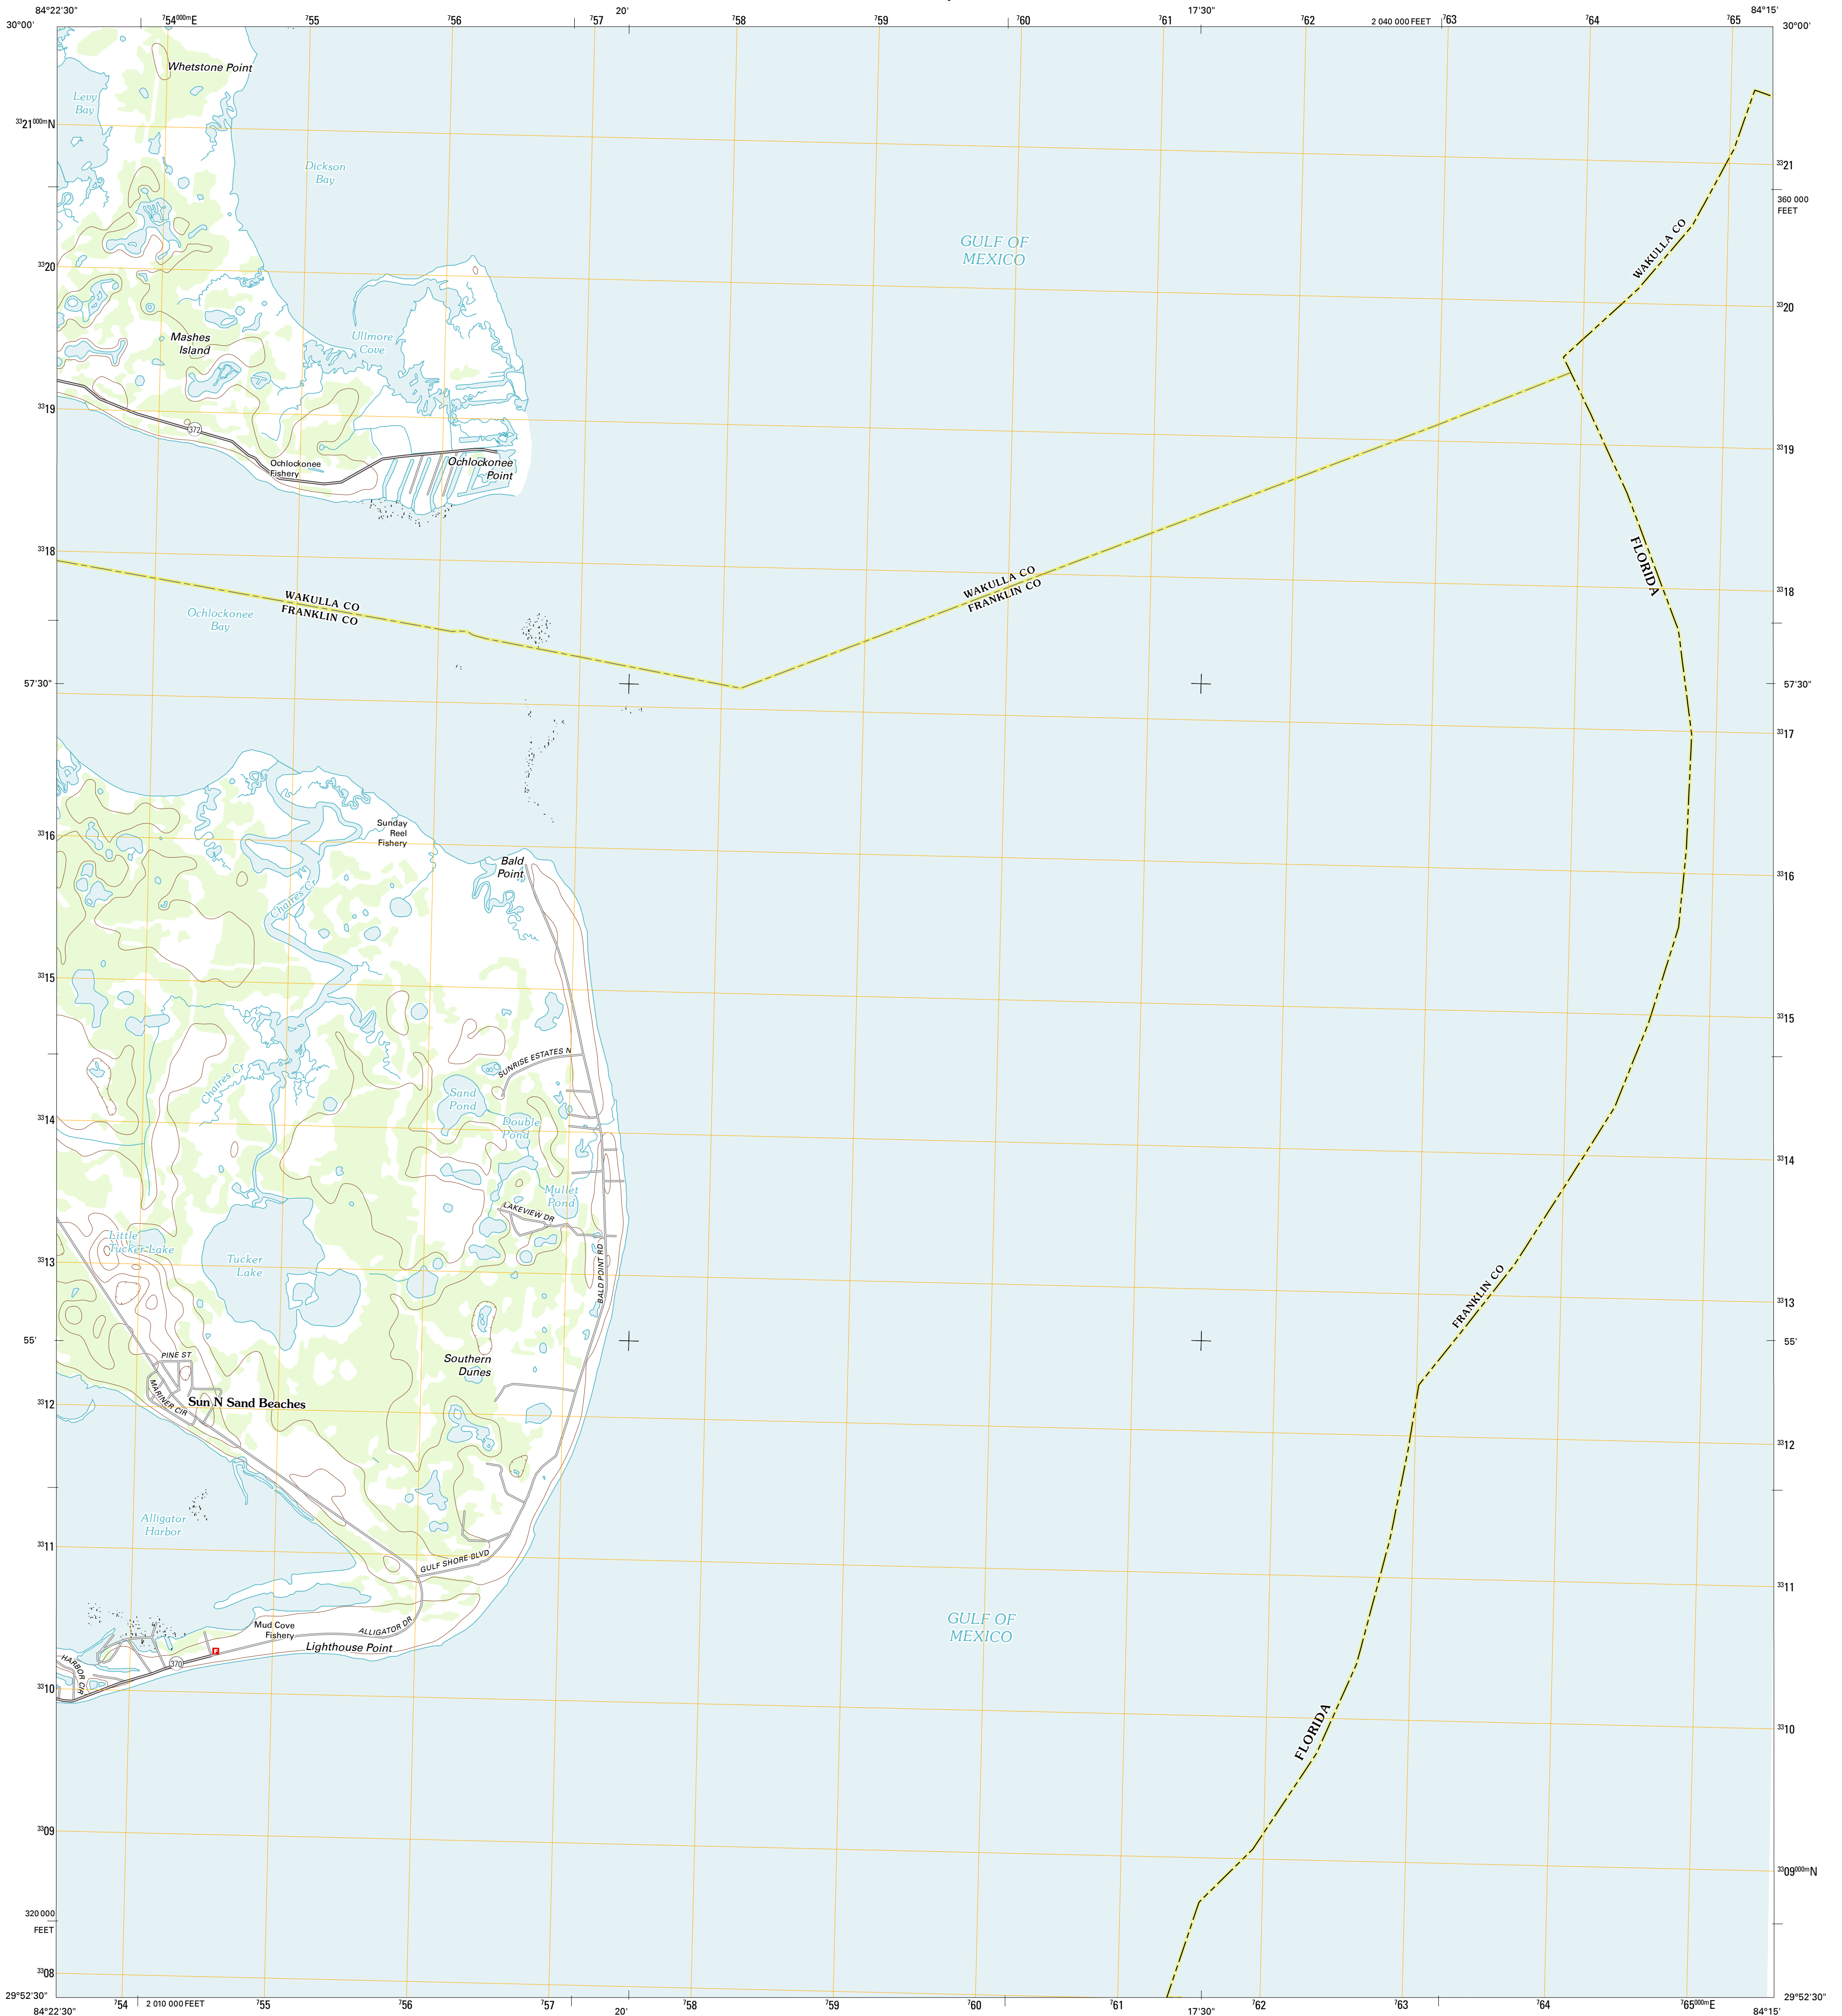 84°22'30"
⁷54⁰⁰⁰ᵐE
⁷55
⁷56
⁷57
20'
⁷58
⁷59
⁷60
⁷61
17'30"
⁷62
2 040 000 FEET
⁷63
⁷64
⁷65
84°15'
30°00'
30°00'
Whetstone Point
Levy
Bay
³³21⁰⁰⁰ᵐN
Dickson
Bay
³³21
360 000
FEET
WAKULLA CO
GULF OF
MEXICO
³³20
³³20
Mashes
Island
Ullmore
Cove
³³19
372
³³19
Ochlockonee
Fishery
Ochlockonee
Point
³³18
FLORIDA
WAKULLA CO
FRANKLIN CO
WAKULLA CO
FRANKLIN CO
³³18
Ochlockonee
Bay
57'30"
57'30"
³³17
³³16
Sunday
Reel
Fishery
Bald
Point
³³16
Chaires Cr
³³15
³³15
SUNRISE ESTATES N
Chaires Cr
Sand
Pond
³³14
Double
Pond
³³14
Mullet
Pond
LAKEVIEW DR
Little
Tucker Lake
Tucker
Lake
³³13
BALD POINT RD
FRANKLIN CO
³³13
55'
55'
PINE ST
Southern
Dunes
MARINER CIR
Sun N Sand Beaches
³³12
³³12
Alligator
Harbor
³³11
GULF SHORE BLVD
³³11
Mud Cove
Fishery
ALLIGATOR DR
GULF OF
MEXICO
Lighthouse Point
F
370
HARBOR CIR
³³10
FLORIDA
³³10
³³09
³³09⁰⁰⁰ᵐN
320 000
FEET
³³08
29°52'30"
29°52'30"
84°22'30"
⁷54
2 010 000 FEET
⁷55
⁷56
⁷57
20'
⁷58
⁷59
⁷60
⁷61
17'30"
⁷62
⁷63
⁷64
⁷65⁰⁰⁰ᵐE
84°15'